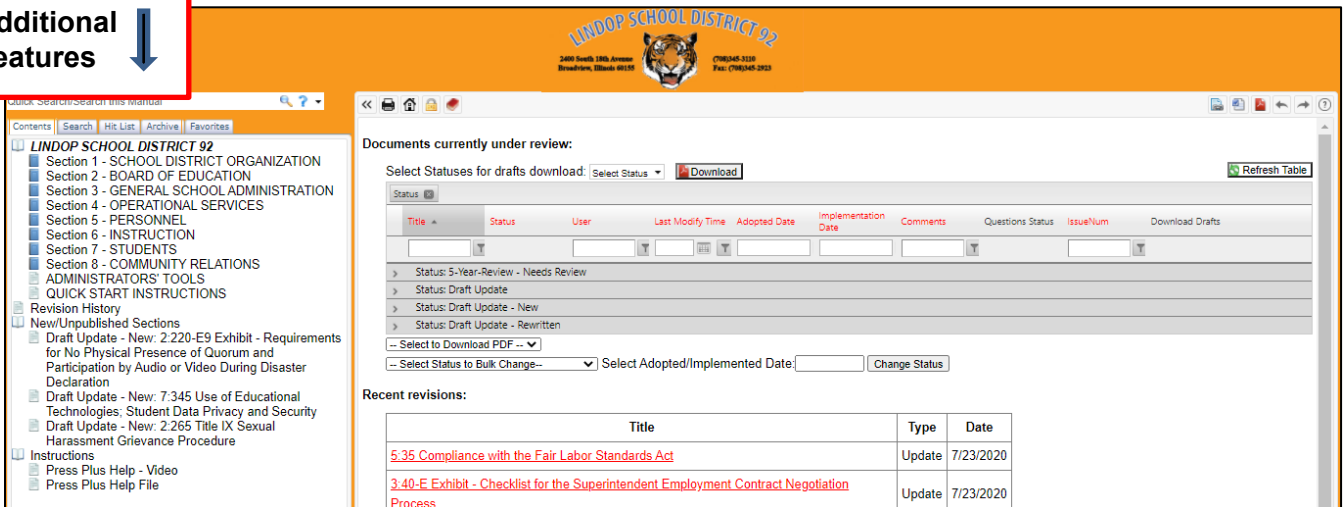 dditional
eatures
LINDOP SCHOOL DISTRICT 92
2400 South 18th Avenue
Broadview, Illinois 60155
(708)345-3110
Fax: (708)345-2923
Quick Search/Search this Manual
Contents Search Hit List Archive Favorites
LINDOP SCHOOL DISTRICT 92
Section 1 - SCHOOL DISTRICT ORGANIZATION
Section 2 - BOARD OF EDUCATION
Section 3 - GENERAL SCHOOL ADMINISTRATION
Section 4 - OPERATIONAL SERVICES
Section 5 - PERSONNEL
Section 6 - INSTRUCTION
Section 7 - STUDENTS
Section 8 - COMMUNITY RELATIONS
ADMINISTRATORS' TOOLS
QUICK START INSTRUCTIONS
Revision History
New/Unpublished Sections
Draft Update - New: 2:220-E9 Exhibit - Requirements
for No Physical Presence of Quorum and
Participation by Audio or Video During Disaster
Declaration
Draft Update - New: 7:345 Use of Educational
Technologies; Student Data Privacy and Security
Draft Update - New: 2:265 Title IX Sexual
Harassment Grievance Procedure
Instructions
Press Plus Help - Video
Press Plus Help File
Documents currently under review:
Select Statuses for drafts download: Select Status Download
Refresh Table
Status
Title Status User Last Modify Time Adopted Date Implementation Date Comments Questions Status IssueNum Download Drafts
Status: 5-Year-Review - Needs Review
Status: Draft Update
Status: Draft Update - New
Status: Draft Update - Rewritten
-- Select to Download PDF --
-- Select Status to Bulk Change-- Select Adopted/Implemented Date: Change Status
Recent revisions:
Title Type Date
5:35 Compliance with the Fair Labor Standards Act Update 7/23/2020
3:40-E Exhibit - Checklist for the Superintendent Employment Contract Negotiation
Process Update 7/23/2020